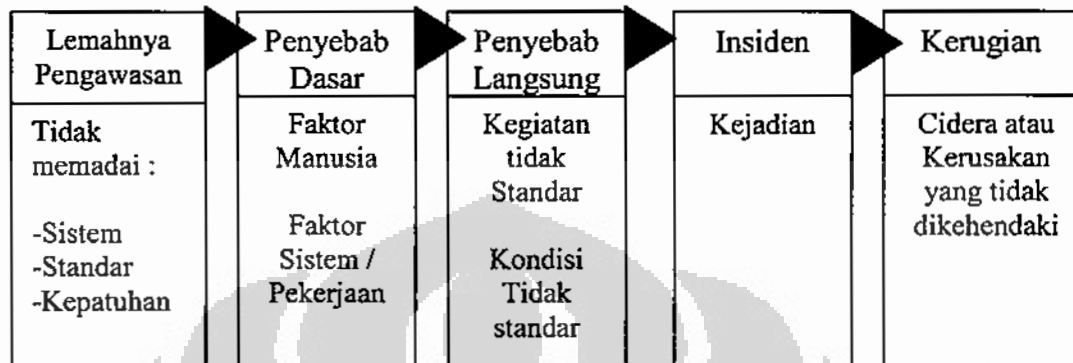 Lemahnya
Pengawasan
Tidak
memadai :
-Sistem
-Standar
-Kepatuhan
Penyebab
Dasar
Faktor
Manusia
Faktor
Sistem /
Pekerjaan
Penyebab
Langsung
Kegiatan
tidak
Standar
Kondisi
Tidak
standar
Insiden
Kejadian
Kerugian
Cidera atau
Kerusakan
yang tidak
dikehendaki